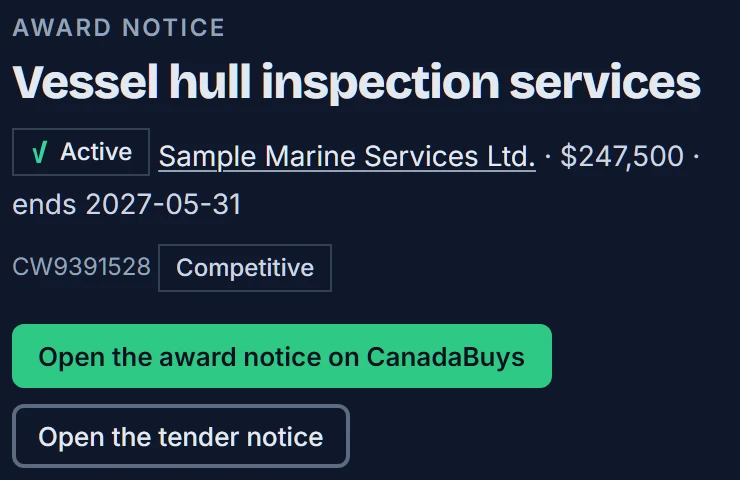 AWARD NOTICE
Vessel hull inspection services
√ Active Sample Marine Services Ltd. · $247,500 ·
ends 2027-05-31
CW9391528 Competitive
Open the award notice on CanadaBuys
Open the tender notice